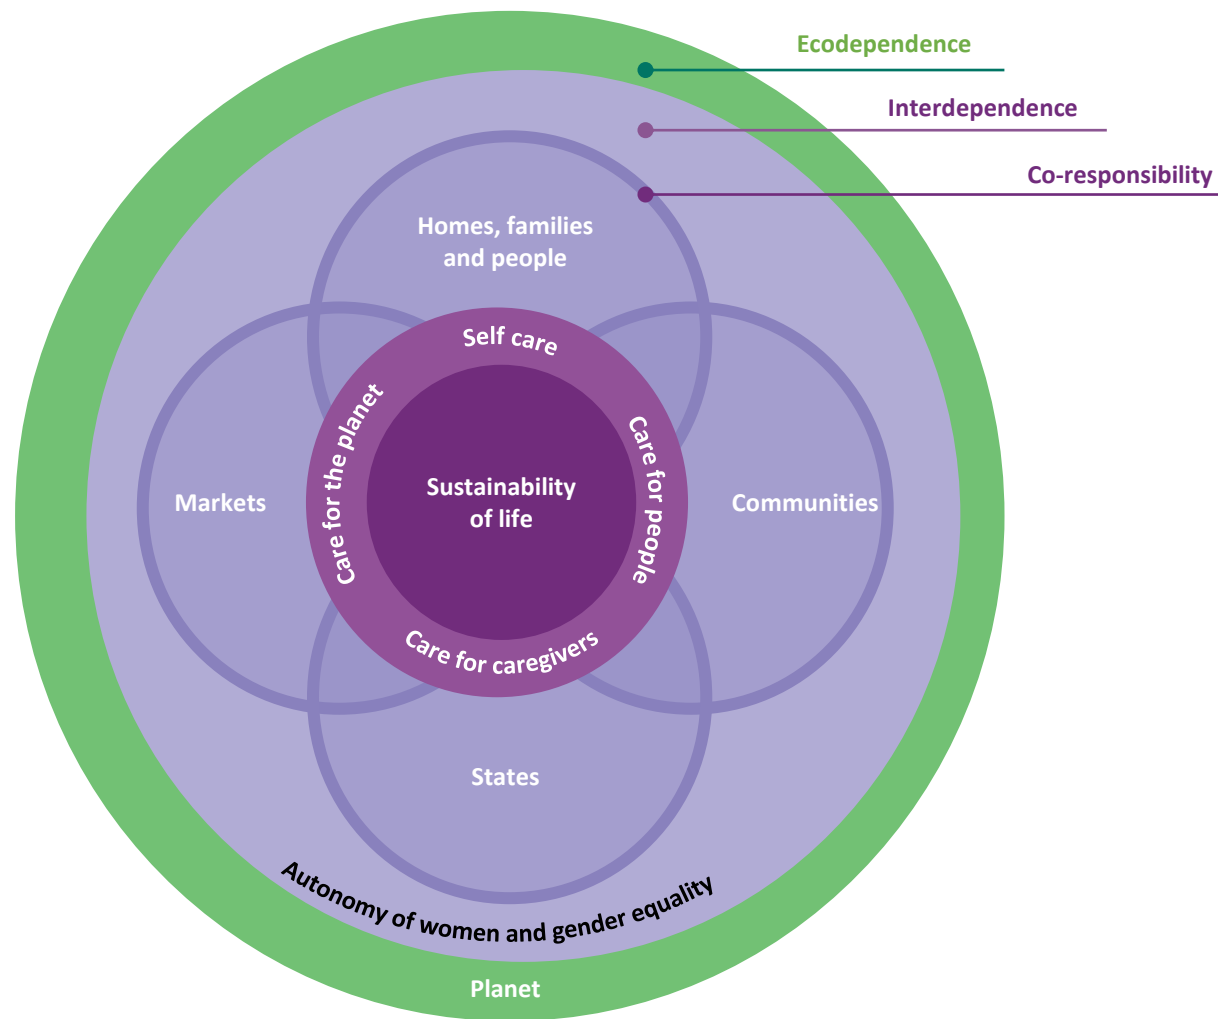 Ecodependence
Interdependence
Co-responsibility
Homes, families
and people
Self care
Care for the planet
Care for people
Markets
Sustainability
of life
Communities
Care for caregivers
States
Autonomy of women and gender equality
Planet